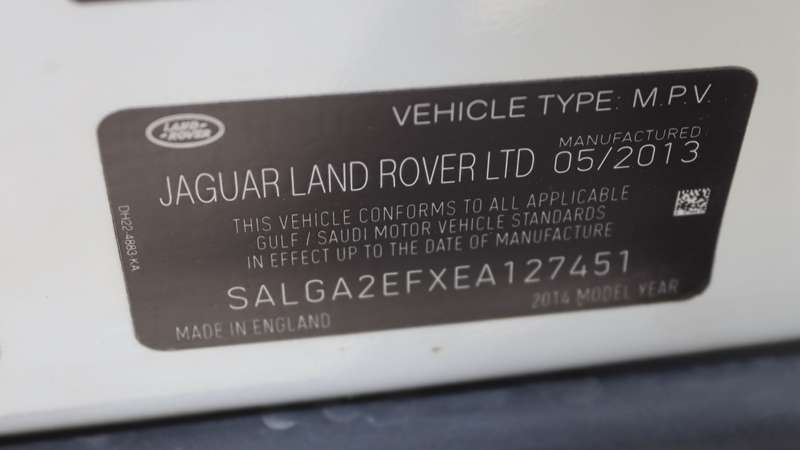 VEHICLE TYPE: M.P.V.
LAND ROVER
MANUFACTURED
JAGUAR LAND ROVER LTD 05/2013
THIS VEHICLE CONFORMS TO ALL APPLICABLE
GULF / SAUDI MOTOR VEHICLE STANDARDS
IN EFFECT UP TO THE DATE OF MANUFACTURE
DH22-4883-KA
SALGA2EFXEA127451
2014 MODEL YEAR
MADE IN ENGLAND